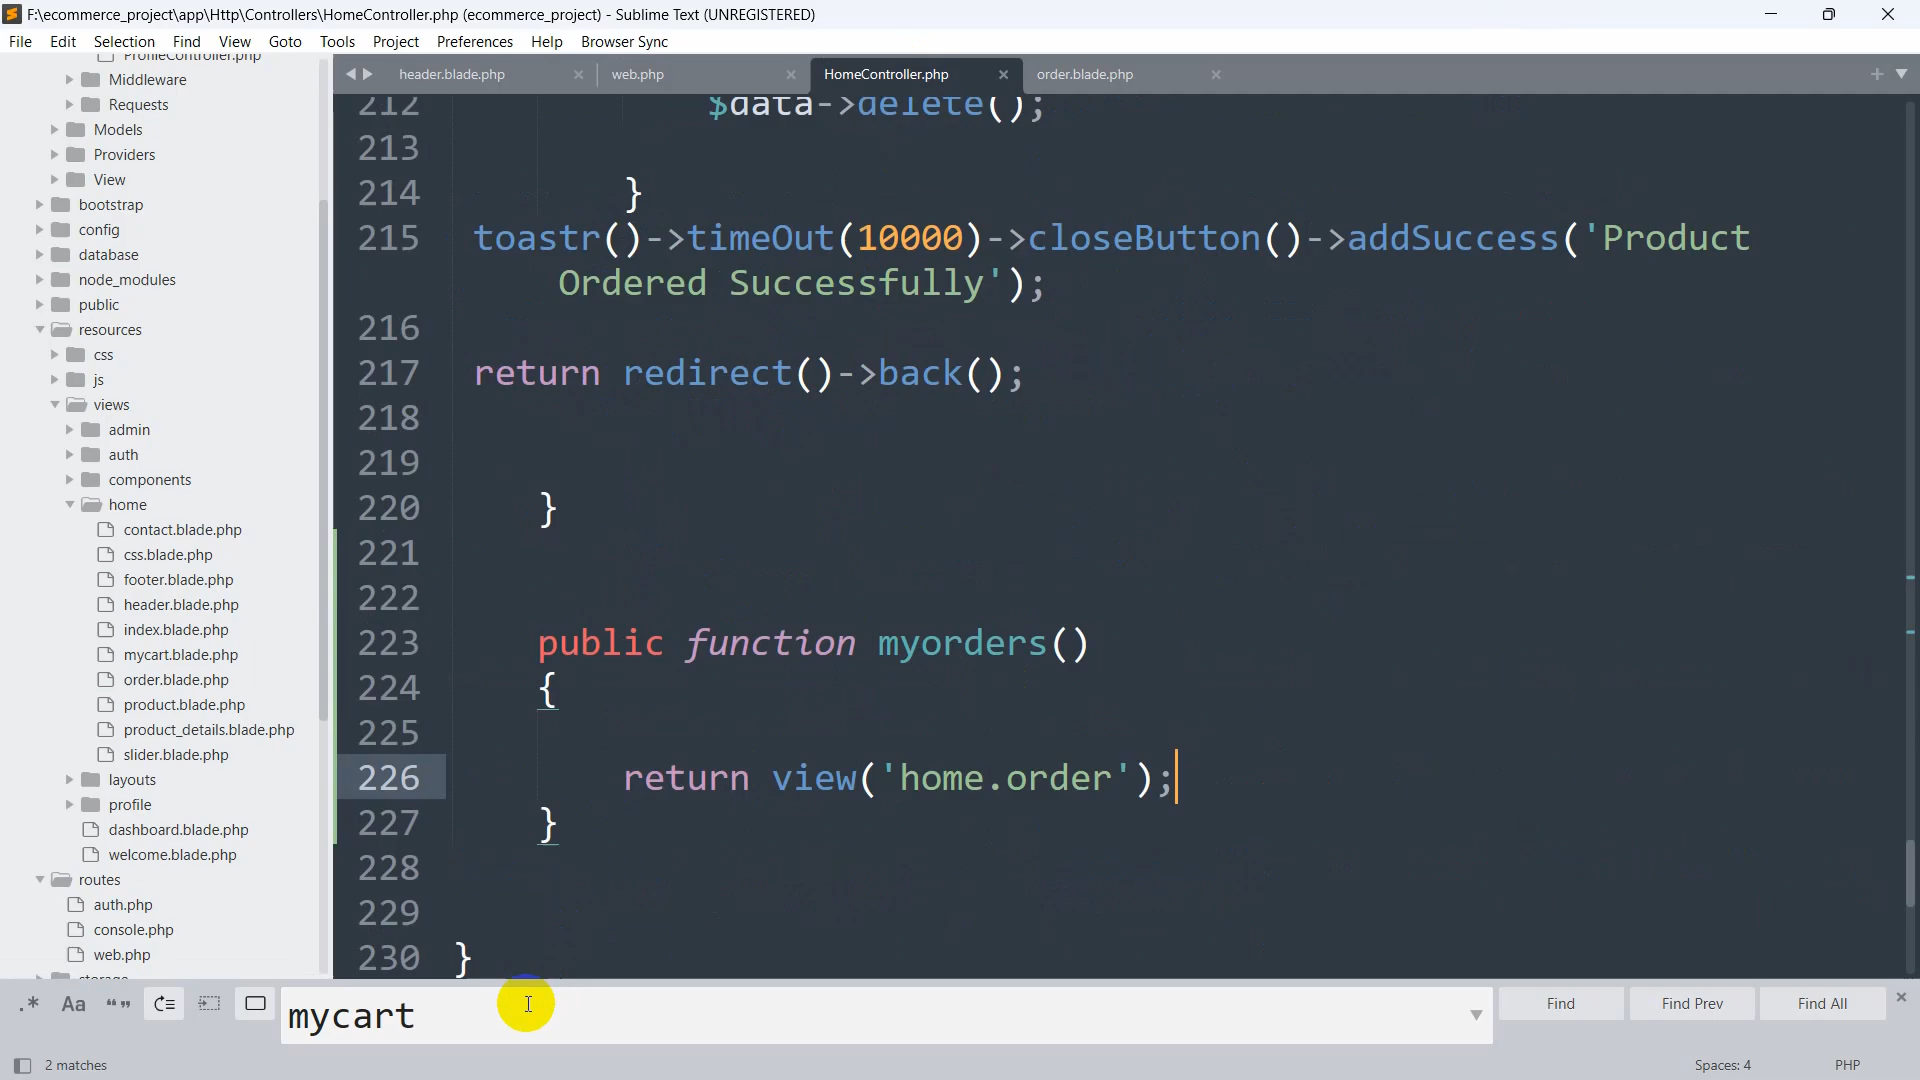 F:\ecommerce_project\app\Http\Controllers\HomeController.php (ecommerce_project) - Sublime Text (UNREGISTERED)
File Edit Selection Find View Goto Tools Project Preferences Help Browser Sync
ProfileController.php
Middleware
Requests
Models
Providers
View
bootstrap
config
database
node_modules
public
resources
css
js
views
admin
auth
components
home
contact.blade.php
css.blade.php
footer.blade.php
header.blade.php
index.blade.php
mycart.blade.php
order.blade.php
product.blade.php
product_details.blade.php
slider.blade.php
layouts
profile
dashboard.blade.php
welcome.blade.php
routes
auth.php
console.php
web.php
storage
header.blade.php web.php HomeController.php order.blade.php
212 $data->delete();
213
214 }
215 toastr()->timeOut(10000)->closeButton()->addSuccess('Product
Ordered Successfully');
216
217 return redirect()->back();
218
219
220 }
221
222
223 public function myorders()
224 {
225
226 return view('home.order');
227 }
228
229
230 }
.* Aa “” mycart Find Find Prev Find All
2 matches Spaces: 4 PHP